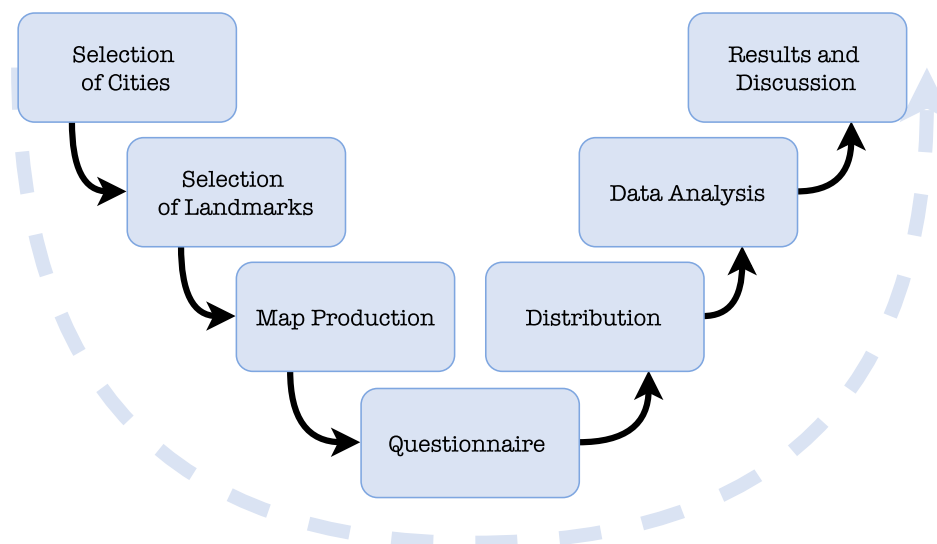 Selection
of Cities
Selection
of Landmarks
Map Production
Questionnaire
Distribution
Data Analysis
Results and
Discussion